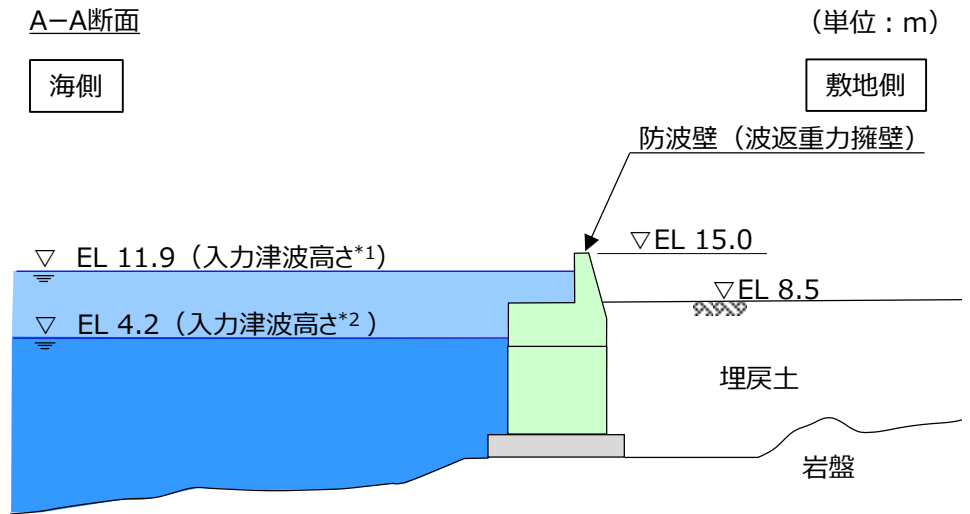 A−A断面
（単位：m）
海側
敷地側
防波壁（波返重力擁壁）
▽ EL 11.9（入力津波高さ*1）
▽EL 15.0
▽EL 8.5
▽ EL 4.2（入力津波高さ*2 ）
埋戻土
岩盤